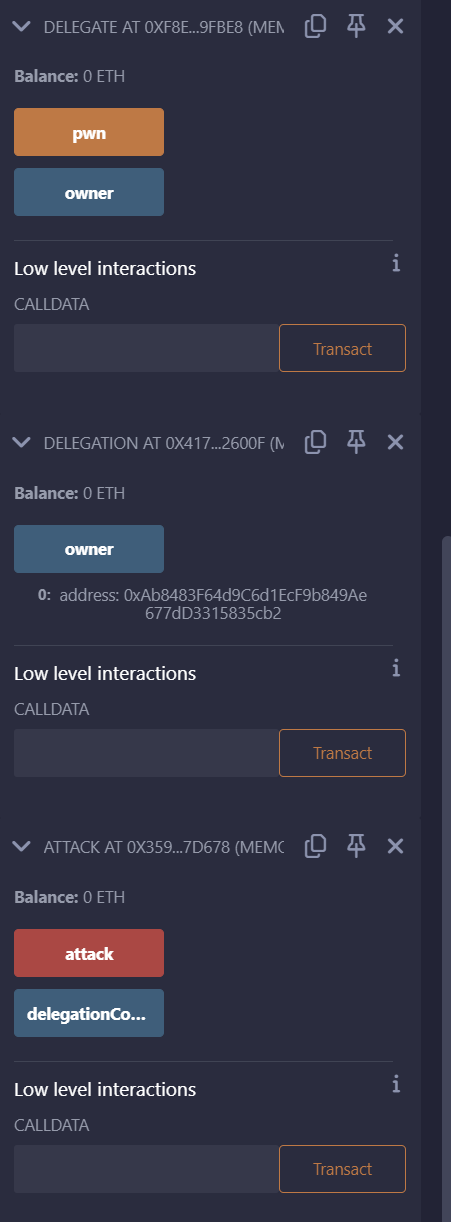 DELEGATE AT 0XF8E...9FBE8 (MEM
Balance: 0 ETH
pwn
owner
Low level interactions
i
CALLDATA
Transact
DELEGATION AT 0X417...2600F (M
Balance: 0 ETH
owner
0: address: 0xAb8483F64d9C6d1EcF9b849Ae
677dD3315835cb2
Low level interactions
i
CALLDATA
Transact
ATTACK AT 0X359...7D678 (MEMO
Balance: 0 ETH
attack
delegationCo...
Low level interactions
i
CALLDATA
Transact